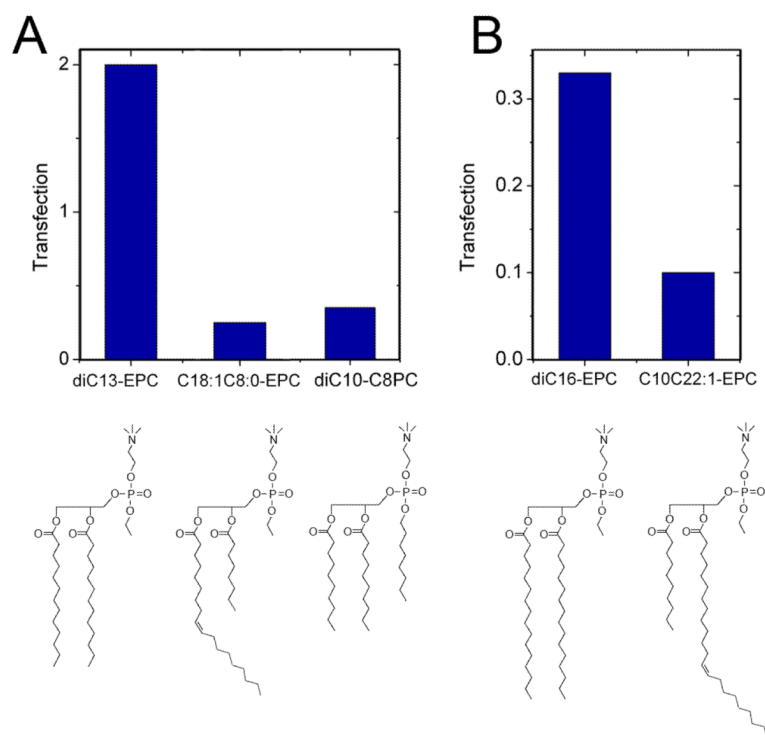 A
B
2
1
0
Transfection
diC13-EPC C18:1C8:0-EPC diC10-C8PC
0.3
0.2
0.1
0.0
Transfection
diC16-EPC C10C22:1-EPC
N N N N N
O O O O O
O P O O P O O P O O P O O P O
O O O O O O O O O O O O O O O
O O O O O O O O O O